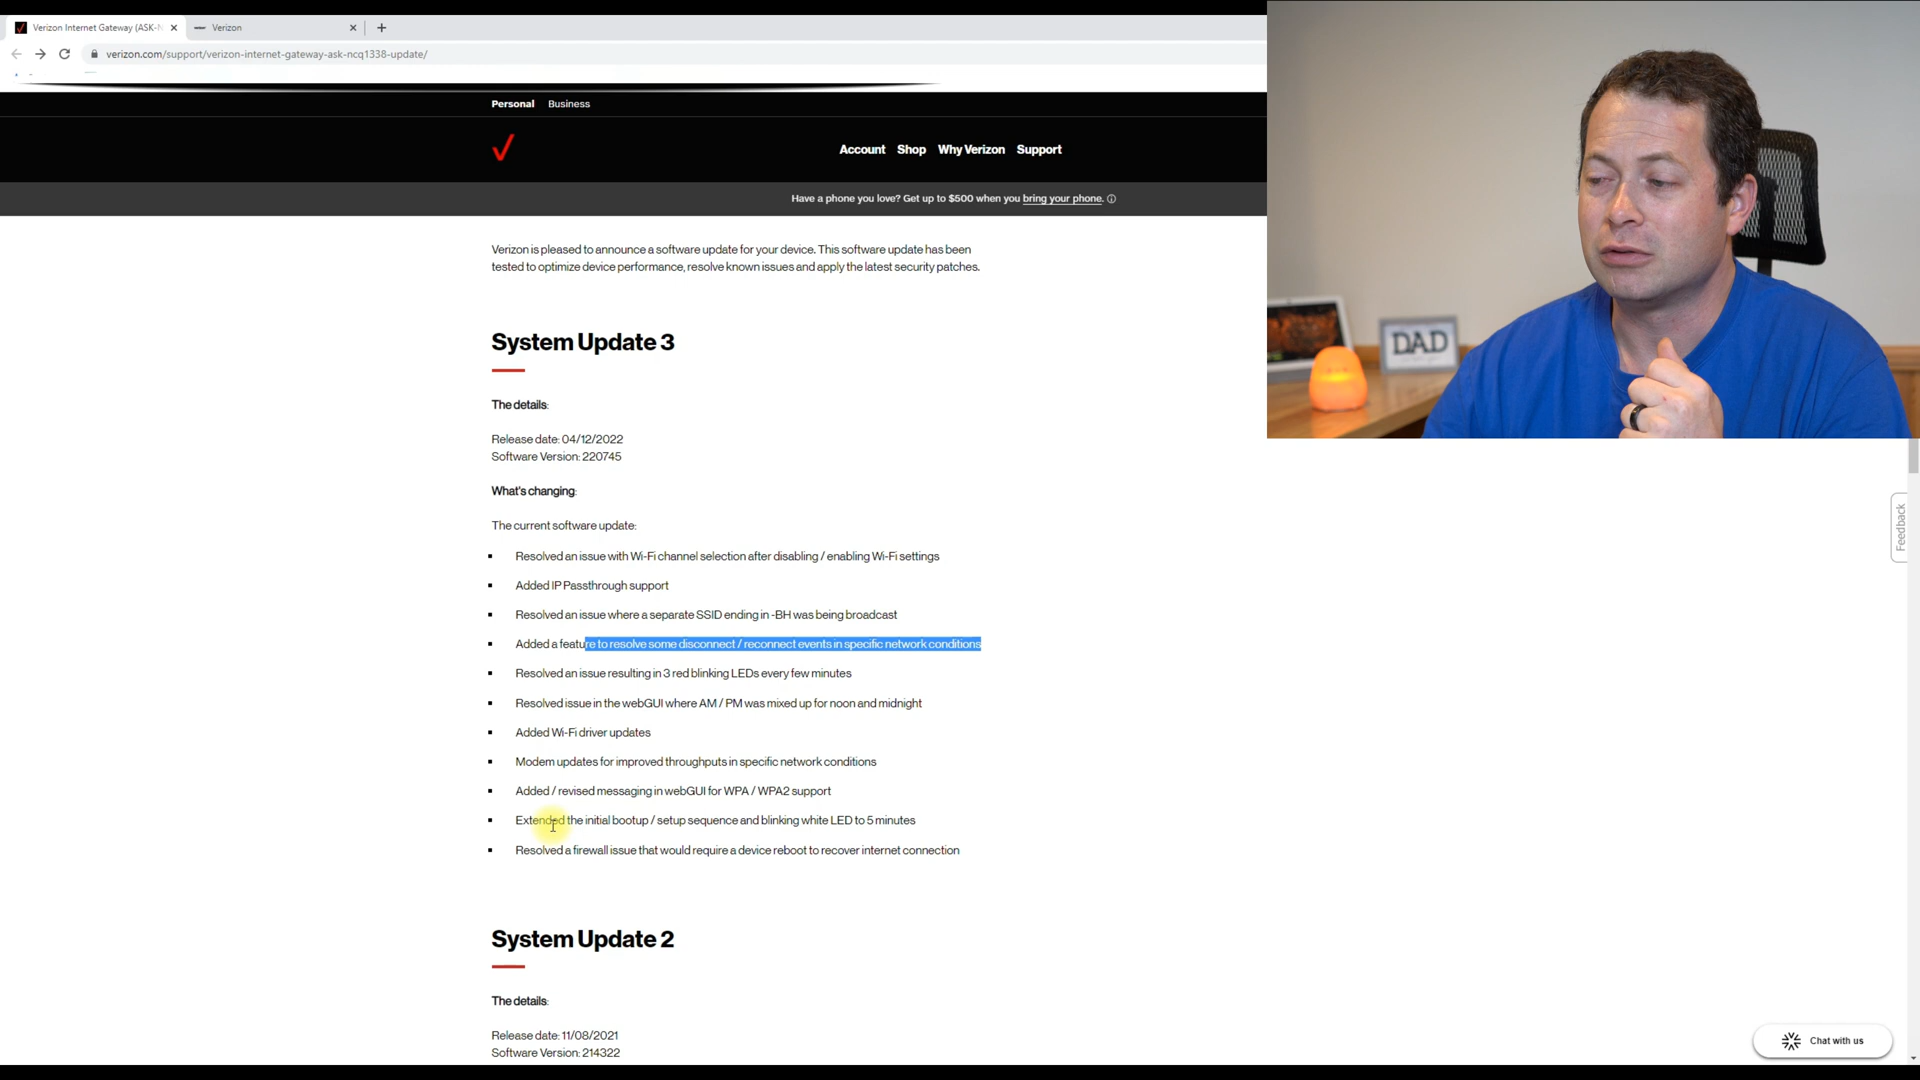 Verizon Internet Gateway (ASK-N
Verizon
verizon.com/support/verizon-internet-gateway-ask-ncq1338-update/
Personal Business
Account Shop Why Verizon Support
Have a phone you love? Get up to $500 when you bring your phone.
DAD
Verizon is pleased to announce a software update for your device. This software update has been
tested to optimize device performance, resolve known issues and apply the latest security patches.
System Update 3
The details:
Release date: 04/12/2022
Software Version: 220745
What's changing:
The current software update:
Resolved an issue with Wi-Fi channel selection after disabling / enabling Wi-Fi settings
Added IP Passthrough support
Resolved an issue where a separate SSID ending in -BH was being broadcast
Added a feature to resolve some disconnect / reconnect events in specific network conditions
Resolved an issue resulting in 3 red blinking LEDs every few minutes
Resolved issue in the webGUI where AM / PM was mixed up for noon and midnight
Added Wi-Fi driver updates
Modem updates for improved throughputs in specific network conditions
Added / revised messaging in webGUI for WPA / WPA2 support
Extended the initial bootup / setup sequence and blinking white LED to 5 minutes
Resolved a firewall issue that would require a device reboot to recover internet connection
System Update 2
The details:
Release date: 11/08/2021
Software Version: 214322
Feedback
Chat with us